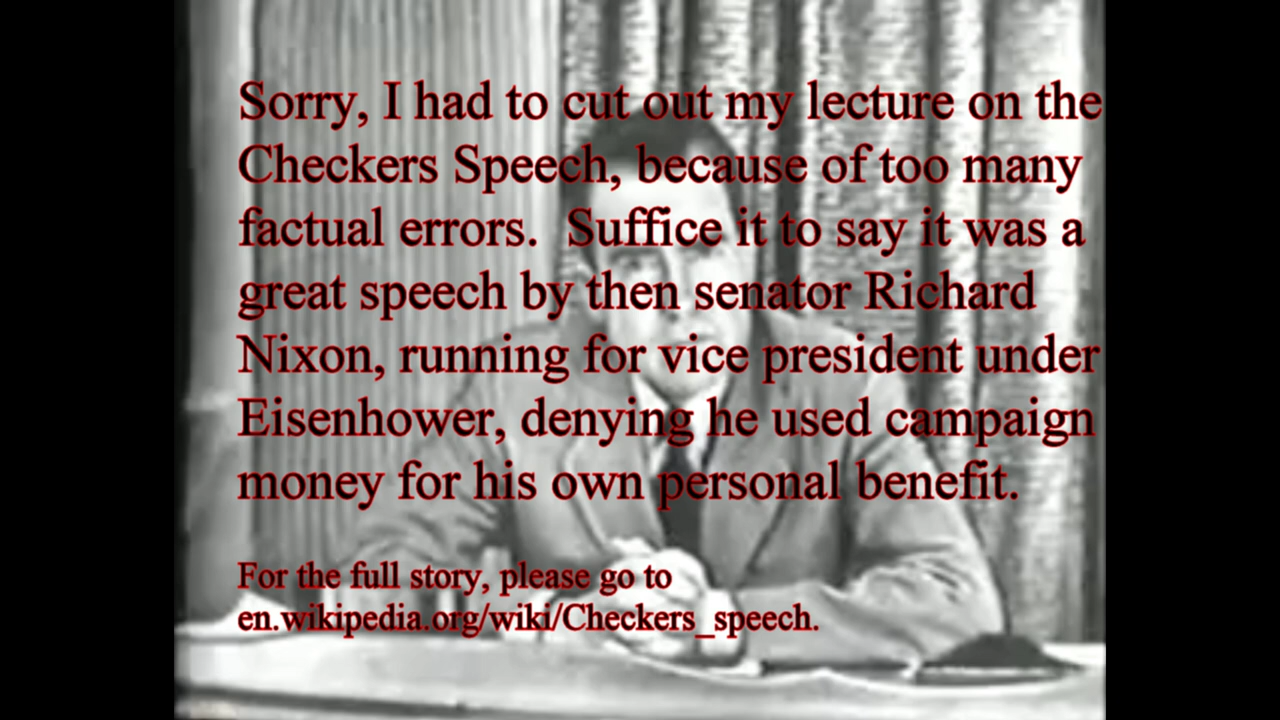 Sorry, I had to cut out my lecture on the
Checkers Speech, because of too many
factual errors.  Suffice it to say it was a
great speech by then senator Richard
Nixon, running for vice president under
Eisenhower, denying he used campaign
money for his own personal benefit.
For the full story, please go to
en.wikipedia.org/wiki/Checkers_speech.